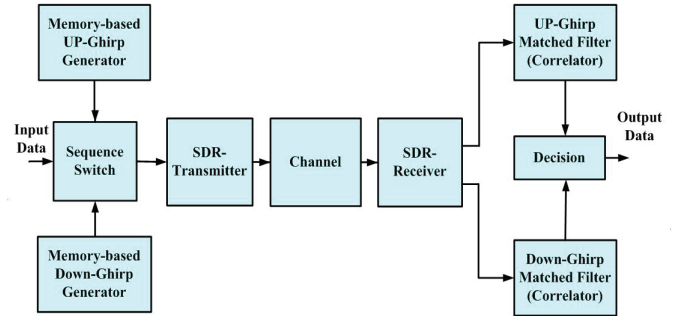 Memory-based
UP-Ghirp
Generator
Input
Data
Sequence
Switch
Memory-based
Down-Ghirp
Generator
SDR-
Transmitter
Channel
SDR-
Receiver
UP-Ghirp
Matched Filter
(Correlator)
Decision
Output
Data
Down-Ghirp
Matched Filter
(Correlator)